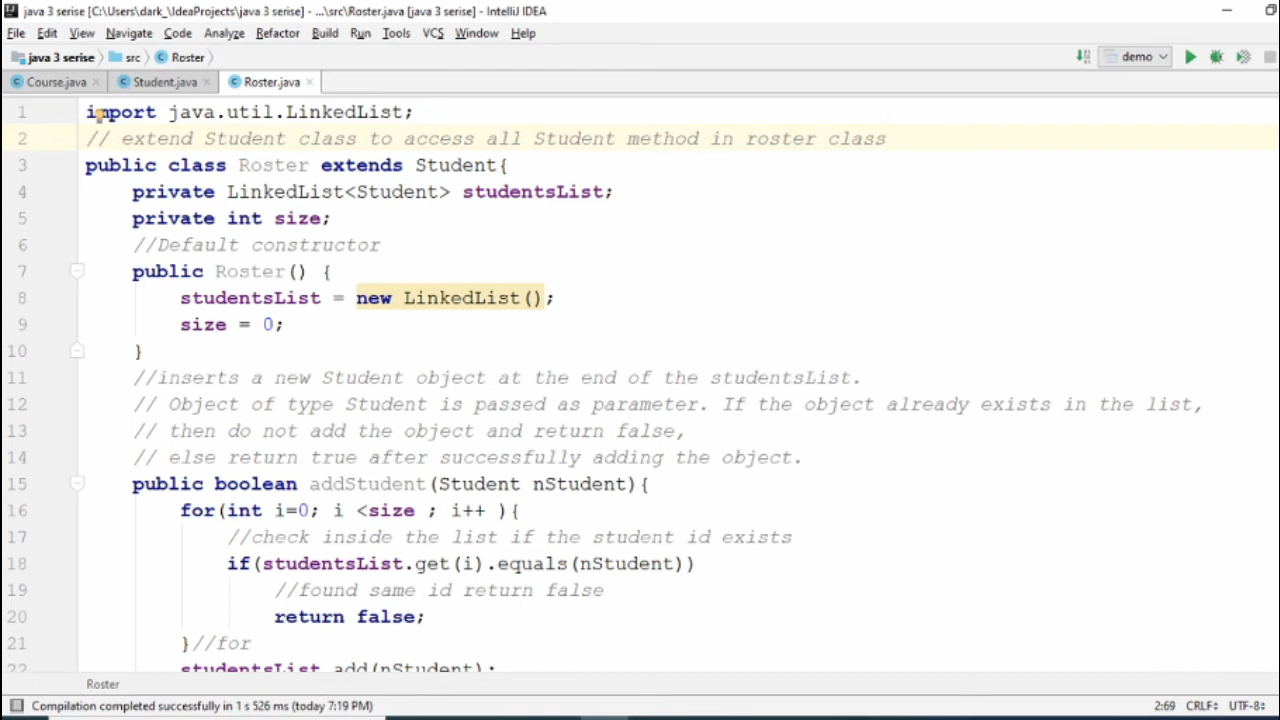 java 3 serise [C:\Users\dark_\IdeaProjects\java 3 serise] - ...\src\Roster.java [java 3 serise] - IntelliJ IDEA
File Edit View Navigate Code Analyze Refactor Build Run Tools VCS Window Help
java 3 serise src Roster demo
Course.java Student.java Roster.java
1 import java.util.LinkedList;
2 // extend Student class to access all Student method in roster class
3 public class Roster extends Student{
4 private LinkedList<Student> studentsList;
5 private int size;
6 //Default constructor
7 public Roster() {
8 studentsList = new LinkedList();
9 size = 0;
10 }
11 //inserts a new Student object at the end of the studentsList.
12 // Object of type Student is passed as parameter. If the object already exists in the list,
13 // then do not add the object and return false,
14 // else return true after successfully adding the object.
15 public boolean addStudent(Student nStudent){
16 for(int i=0; i <size ; i++ ){
17 //check inside the list if the student id exists
18 if(studentsList.get(i).equals(nStudent))
19 //found same id return false
20 return false;
21 }//for
22 studentsList.add(nStudent);
Roster
Compilation completed successfully in 1 s 526 ms (today 7:19 PM) 2:69 CRLF UTF-8